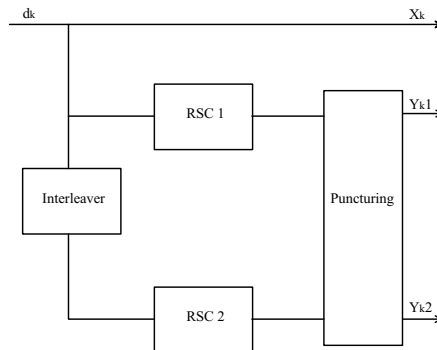 dk
Xk
RSC 1
Yk1
Interleaver
Puncturing
RSC 2
Yk2